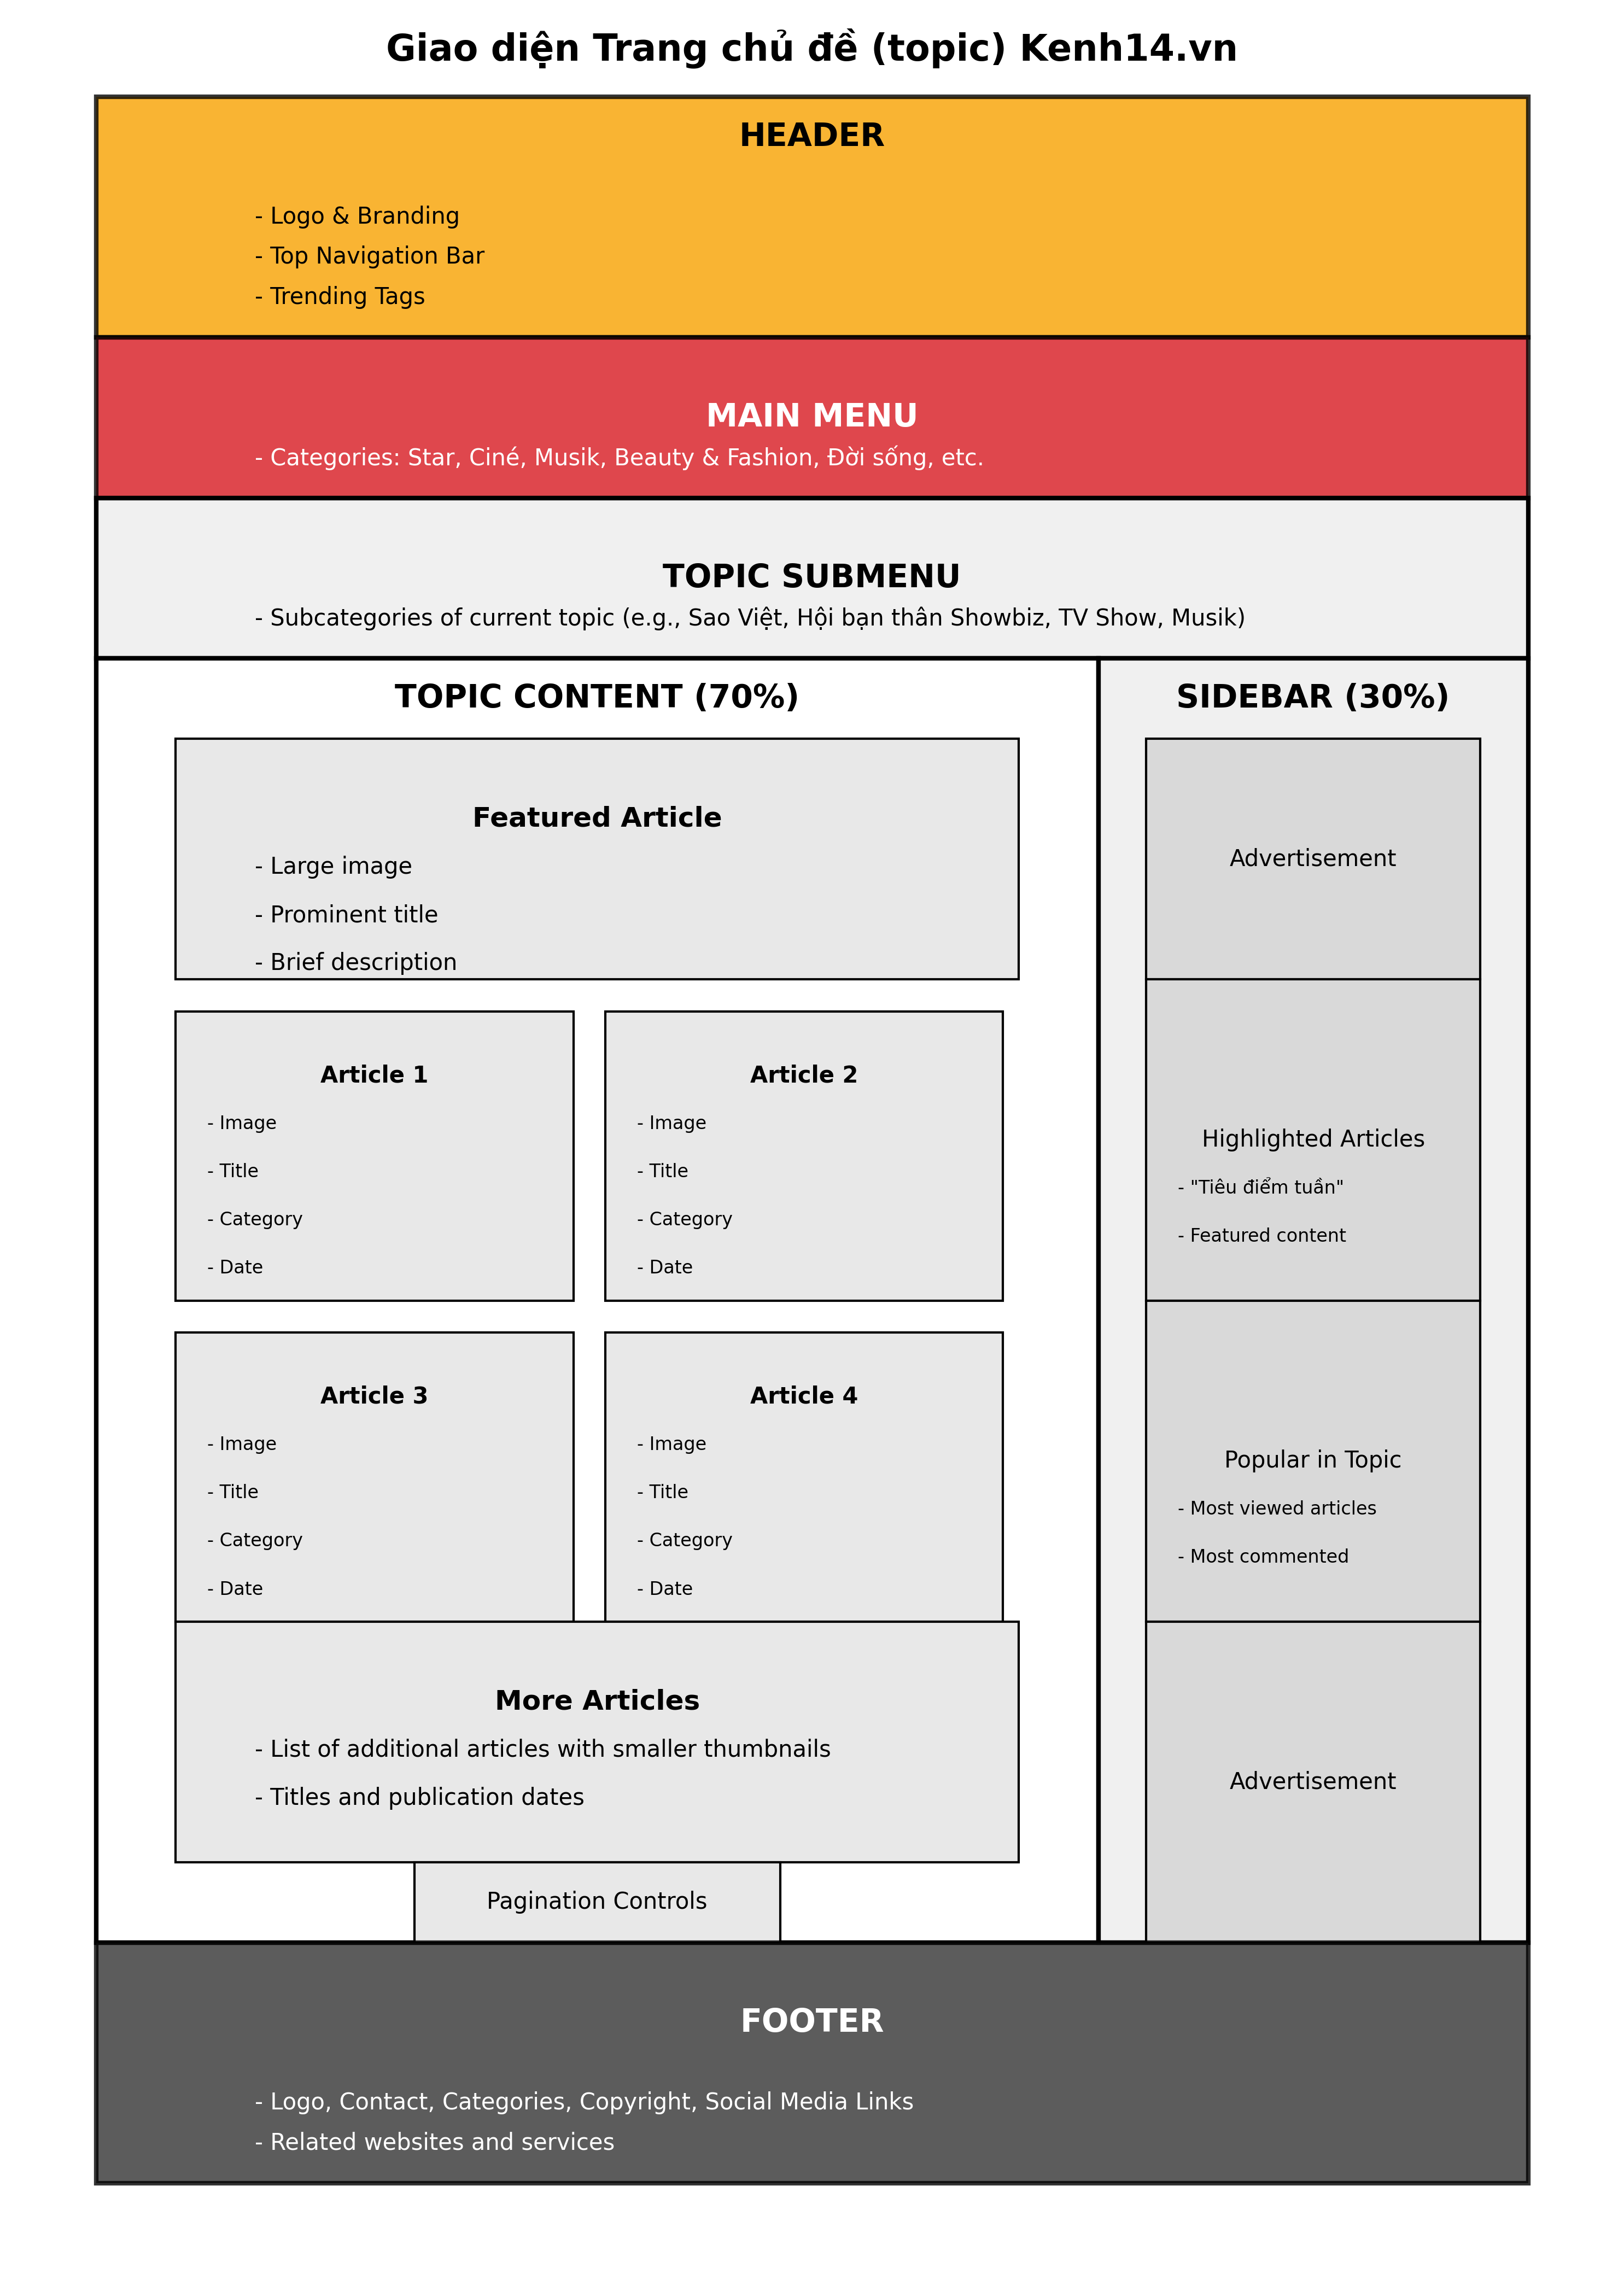 Giao diện Trang chủ đề (topic) Kenh14.vn
HEADER
- Logo & Branding
- Top Navigation Bar
- Trending Tags
MAIN MENU
- Categories: Star, Ciné, Musik, Beauty & Fashion, Đời sống, etc.
TOPIC SUBMENU
- Subcategories of current topic (e.g., Sao Việt, Hội bạn thân Showbiz, TV Show, Musik)
TOPIC CONTENT (70%)
Featured Article
- Large image
- Prominent title
- Brief description
Article 1
- Image
- Title
- Category
- Date
Article 2
- Image
- Title
- Category
- Date
Article 3
- Image
- Title
- Category
- Date
Article 4
- Image
- Title
- Category
- Date
More Articles
- List of additional articles with smaller thumbnails
- Titles and publication dates
Pagination Controls
SIDEBAR (30%)
Advertisement
Highlighted Articles
- "Tiêu điểm tuần"
- Featured content
Popular in Topic
- Most viewed articles
- Most commented
Advertisement
FOOTER
- Logo, Contact, Categories, Copyright, Social Media Links
- Related websites and services